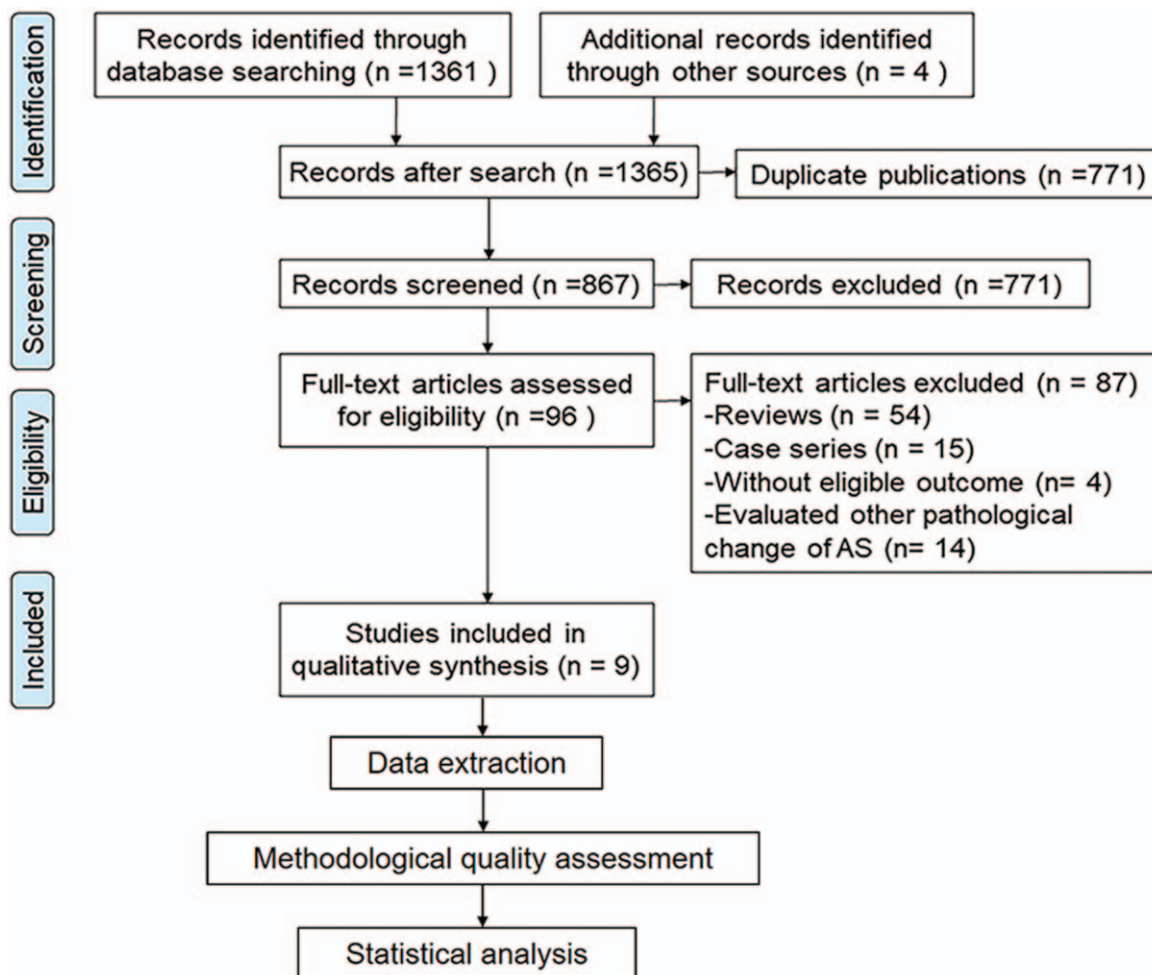 Identification
Records identified through
database searching (n =1361 )
Additional records identified
through other sources (n = 4 )
Records after search (n =1365)
Duplicate publications (n =771)
Screening
Records screened (n =867)
Records excluded (n =771)
Eligibility
Full-text articles assessed
for eligibility (n =96 )
Full-text articles excluded (n = 87)
-Reviews (n = 54)
-Case series (n = 15)
-Without eligible outcome (n= 4)
-Evaluated other pathological
change of AS (n= 14)
Included
Studies included in
qualitative synthesis (n = 9)
Data extraction
Methodological quality assessment
Statistical analysis